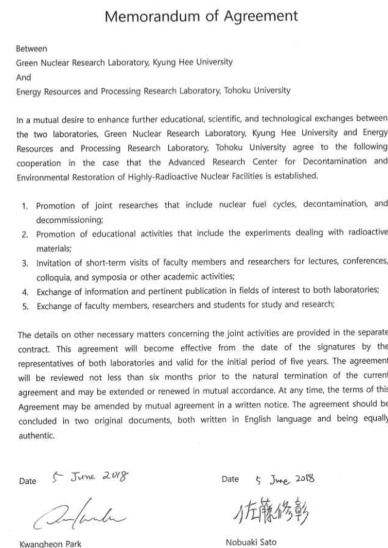 Memorandum of Agreement
Between
Green Nuclear Research Laboratory, Kyung Hee University
And
Energy Resources and Processing Research Laboratory, Tohoku University
In a mutual desire to enhance further educational, scientific, and technological exchanges between
the two laboratories, Green Nuclear Research Laboratory, Kyung Hee University and Energy
Resources and Processing Research Laboratory, Tohoku University agree to the following
cooperation in the case that the Advanced Research Center for Decontamination and
Environmental Restoration of Highly-Radioactive Nuclear Facilities is established.
1. Promotion of joint researches that include nuclear fuel cycles, decontamination, and
decommissioning;
2. Promotion of educational activities that include the experiments dealing with radioactive
materials;
3. Invitation of short-term visits of faculty members and researchers for lectures, conferences,
colloquia, and symposia or other academic activities;
4. Exchange of information and pertinent publication in fields of interest to both laboratories;
5. Exchange of faculty members, researchers and students for study and research;
The details on other necessary matters concerning the joint activities are provided in the separate
contract. This agreement will become effective from the date of the signatures by the
representatives of both laboratories and valid for the initial period of five years. The agreement
will be reviewed not less than six months prior to the natural termination of the current
agreement and may be extended or renewed in mutual accordance. At any time, the terms of this
Agreement may be amended by mutual agreement in a written notice. The agreement should be
concluded in two original documents, both written in English language and being equally
authentic.
Date 5 June 2018
Date 5 June 2018
佐藤修彰
Kwangheon Park
Nobuaki Sato